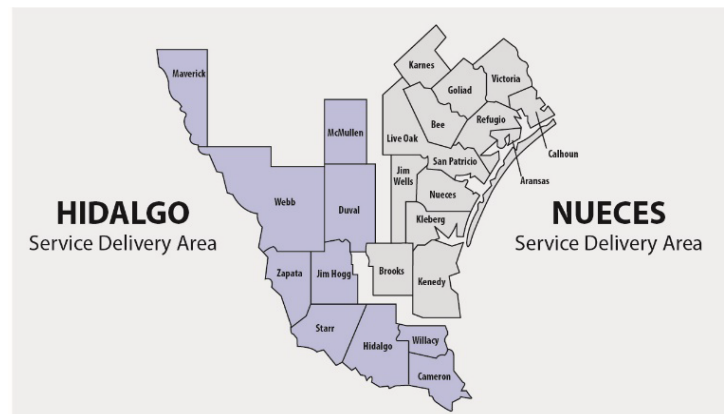 Maverick
Karnes
Victoria
Goliad
McMullen
Bee
Refugio
Live Oak
Calhoun
San Patricio
Jim
Wells
Aransas
Webb
Duval
Nueces
HIDALGO
Service Delivery Area
NUECES
Service Delivery Area
Kleberg
Zapata
Jim Hogg
Brooks
Kenedy
Starr
Hidalgo
Willacy
Cameron